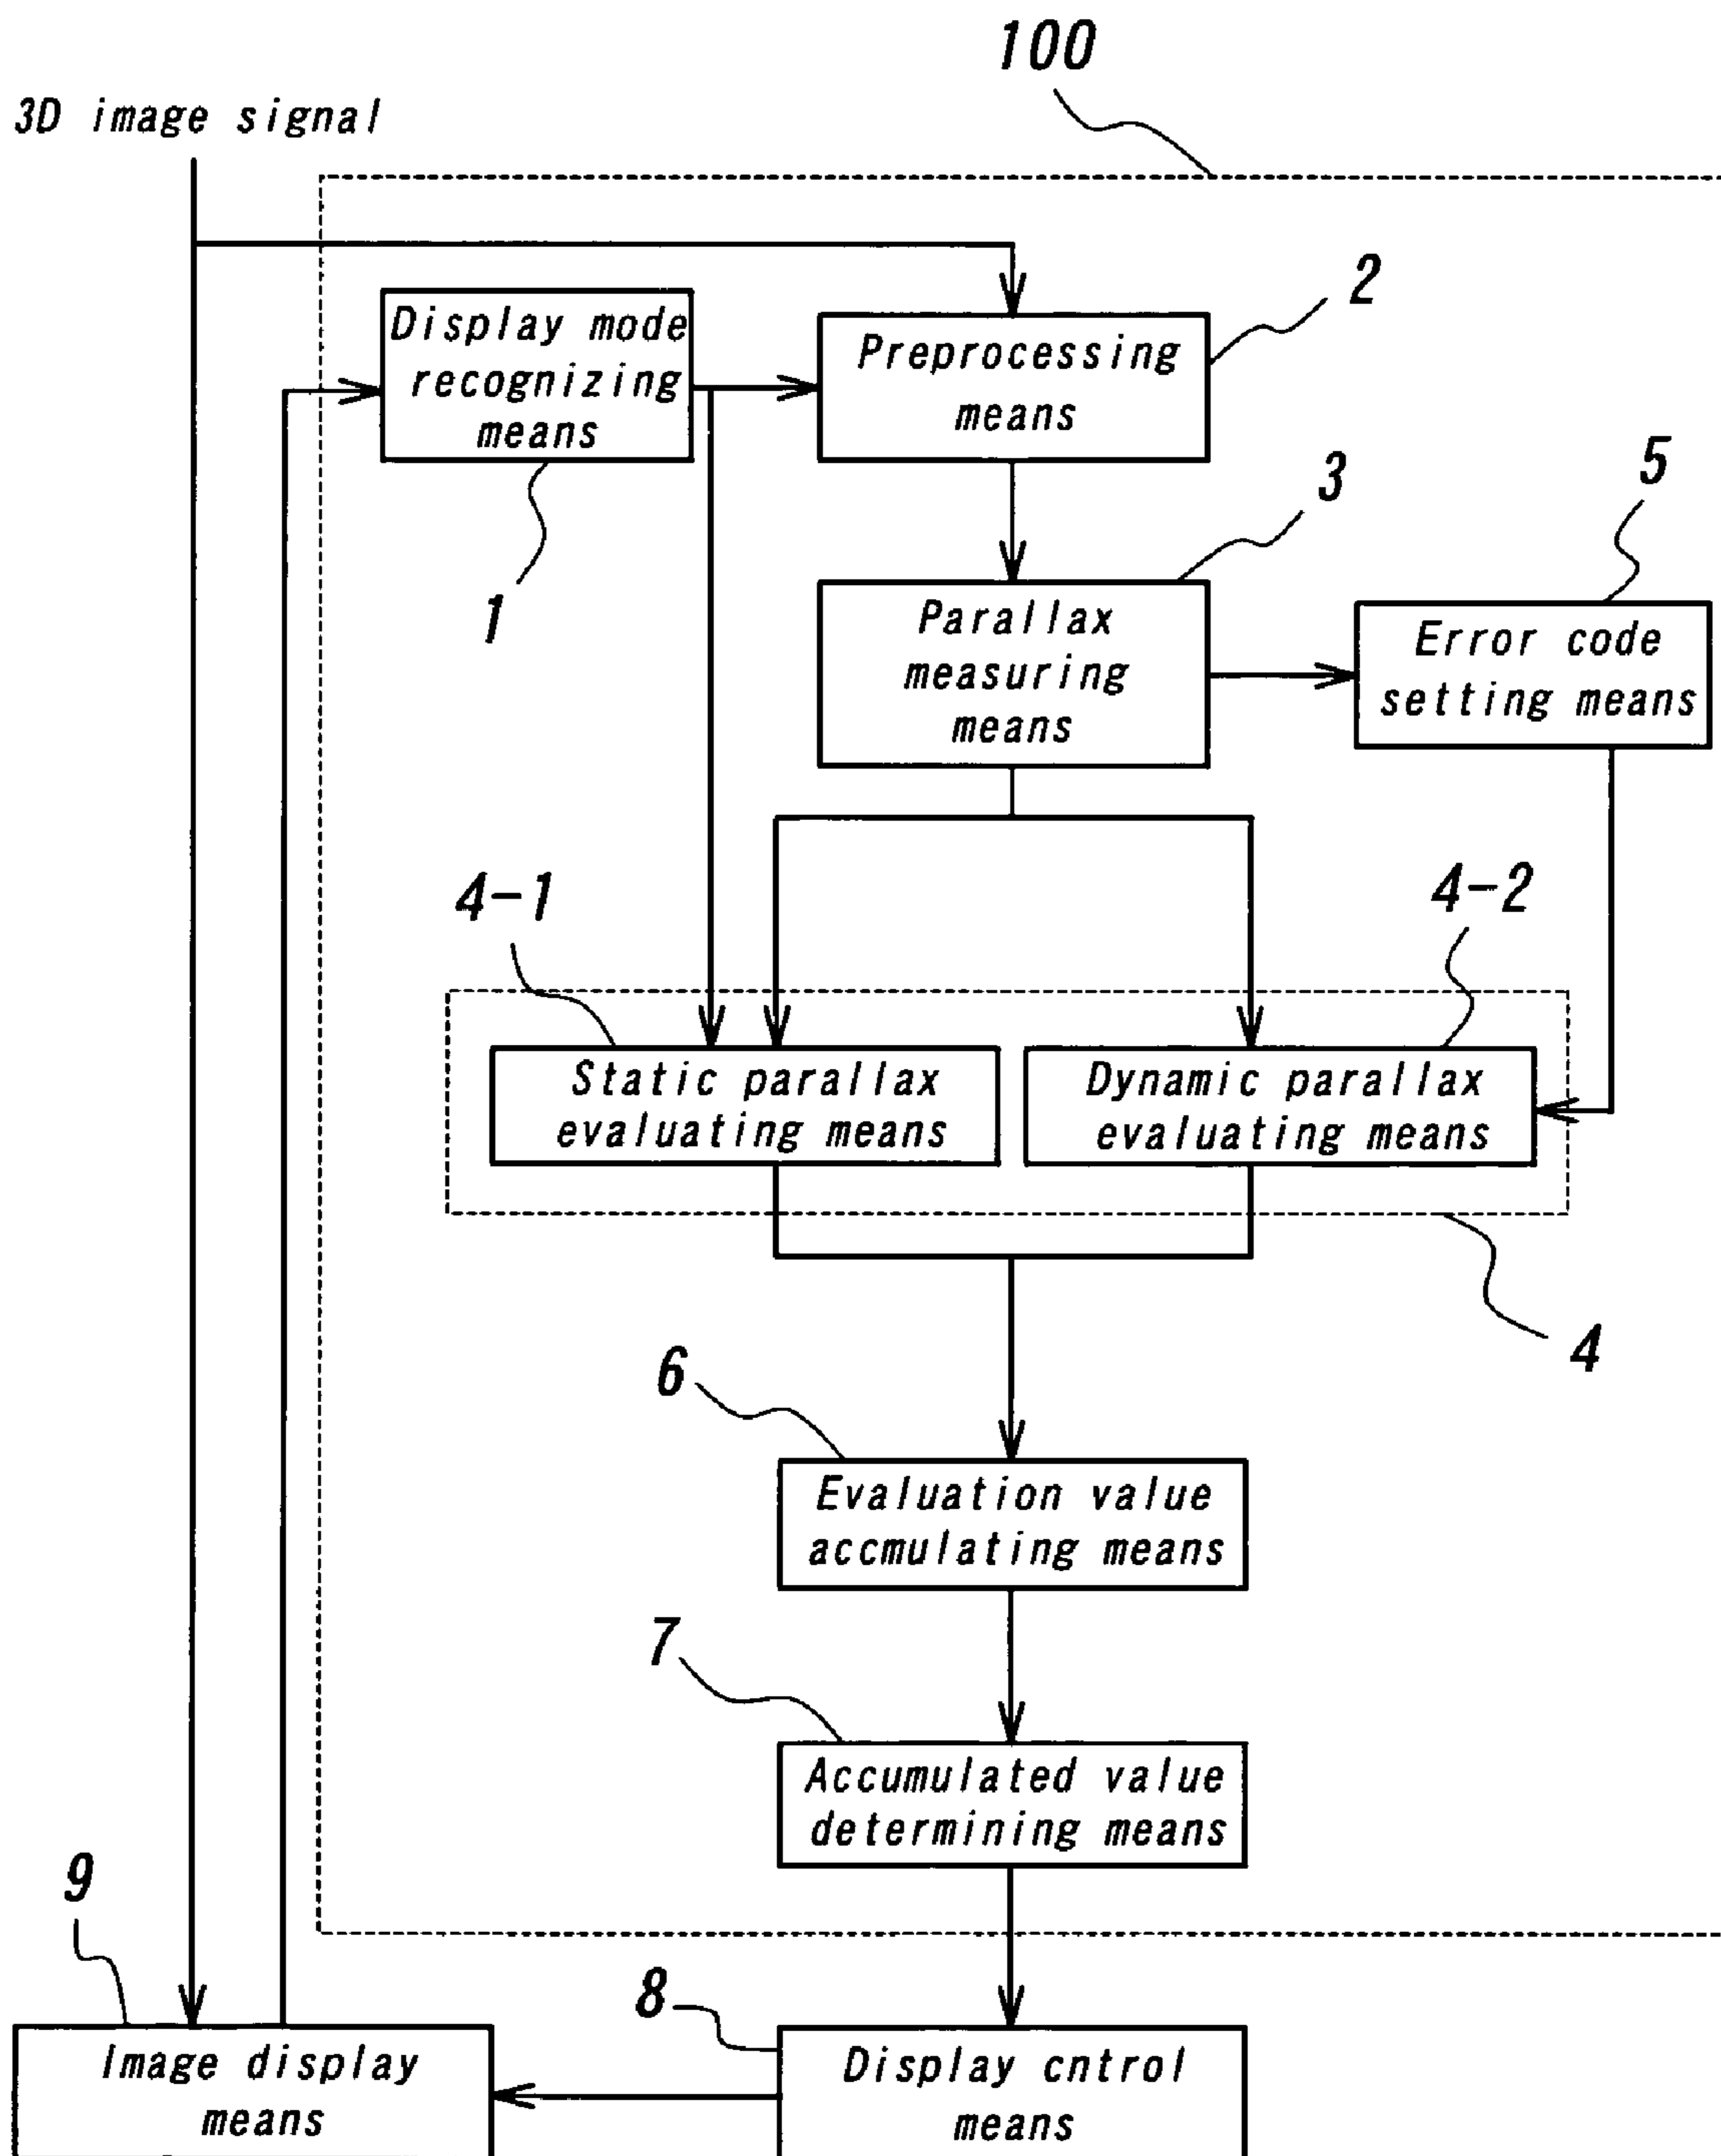 100
3D image signal
2
Display mode
recognizing
means
Preprocessing
means
1
3
5
Parallax
measuring
means
Error code
setting means
4-1
4-2
Static parallax
evaluating means
Dynamic parallax
evaluating means
4
6
Evaluation value
accmulating means
7
Accumulated value
determining means
9
8
Image display
means
Display cntrol
means